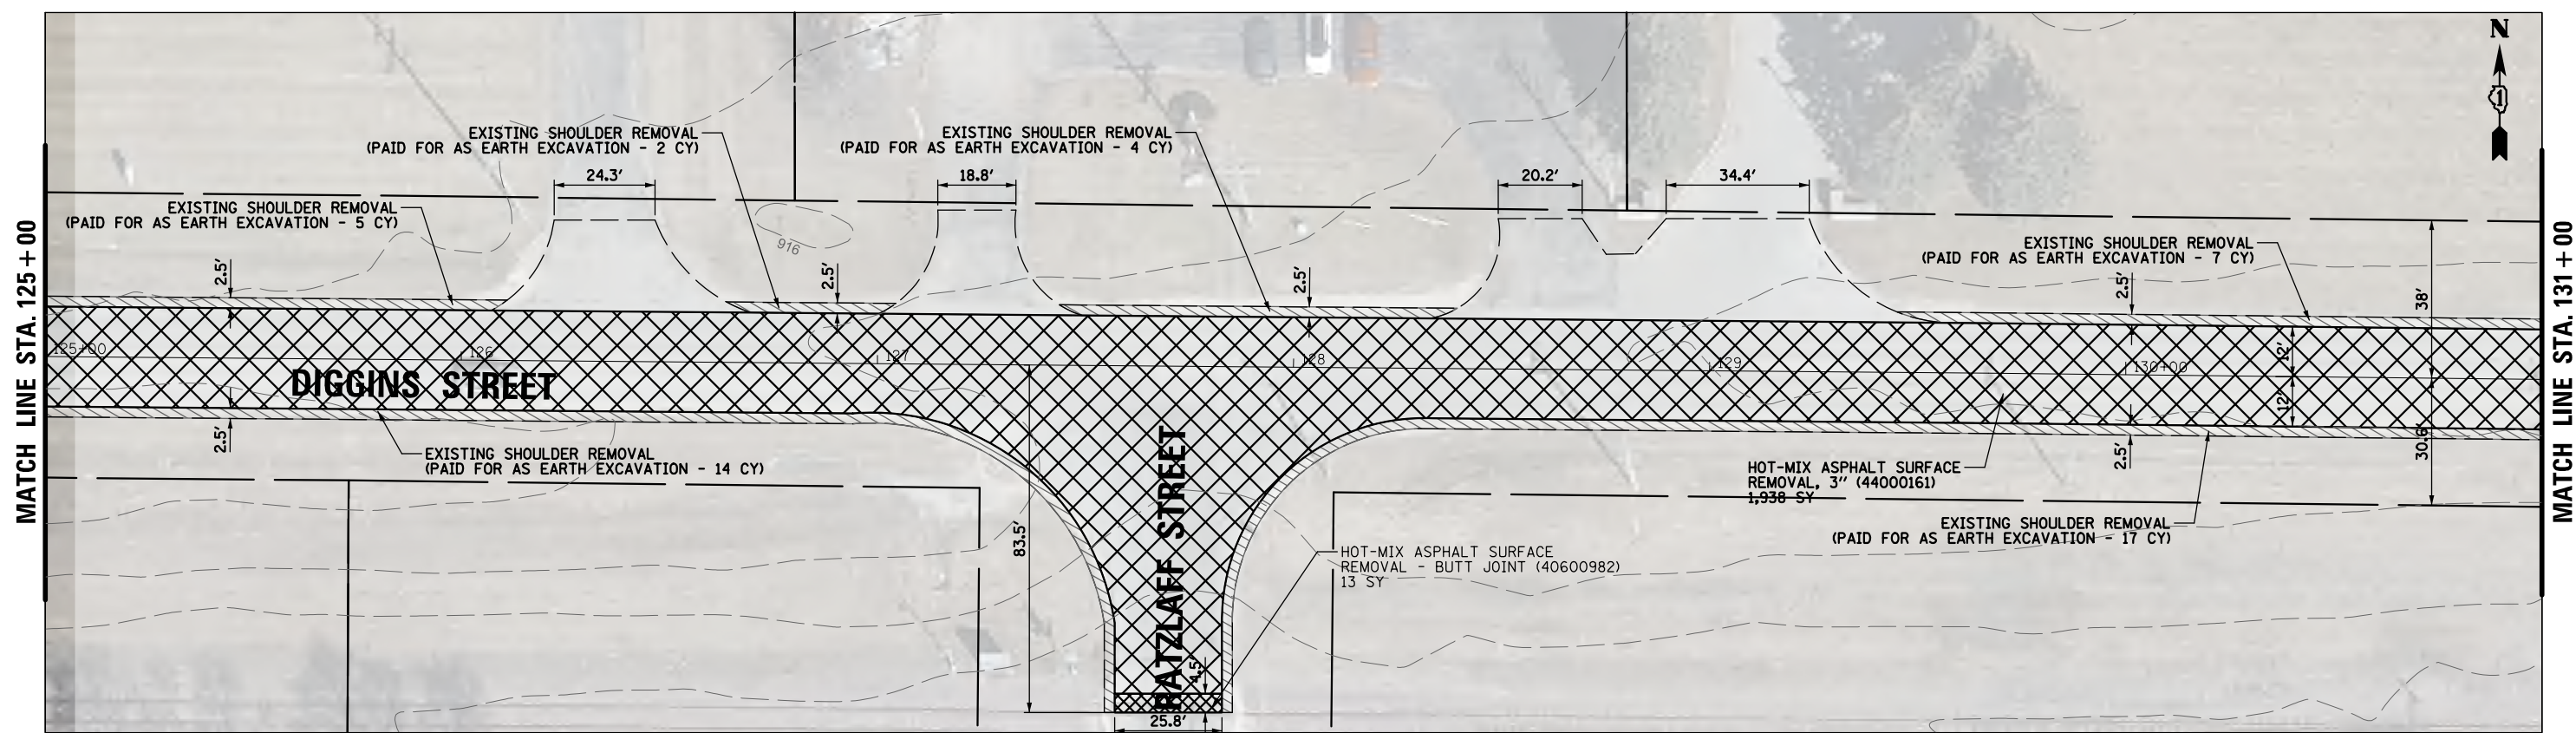 N
1
EXISTING SHOULDER REMOVAL
(PAID FOR AS EARTH EXCAVATION - 2 CY)
EXISTING SHOULDER REMOVAL
(PAID FOR AS EARTH EXCAVATION - 4 CY)
24.3'
18.8'
20.2'
34.4'
EXISTING SHOULDER REMOVAL
(PAID FOR AS EARTH EXCAVATION - 5 CY)
916
EXISTING SHOULDER REMOVAL
(PAID FOR AS EARTH EXCAVATION - 7 CY)
2.5'
2.5'
2.5'
2.5'
38'
MATCH LINE STA. 125+00
MATCH LINE STA. 131+00
125+00
126
127
128
129
130+00
12'
12'
DIGGINS STREET
2.5'
2.5'
30.6'
EXISTING SHOULDER REMOVAL
(PAID FOR AS EARTH EXCAVATION - 14 CY)
HOT-MIX ASPHALT SURFACE
REMOVAL, 3" (44000161)
1,938 SY
EXISTING SHOULDER REMOVAL
(PAID FOR AS EARTH EXCAVATION - 17 CY)
83.5'
RATZLAFF STREET
HOT-MIX ASPHALT SURFACE
REMOVAL - BUTT JOINT (40600982)
13 SY
4.5'
25.8'